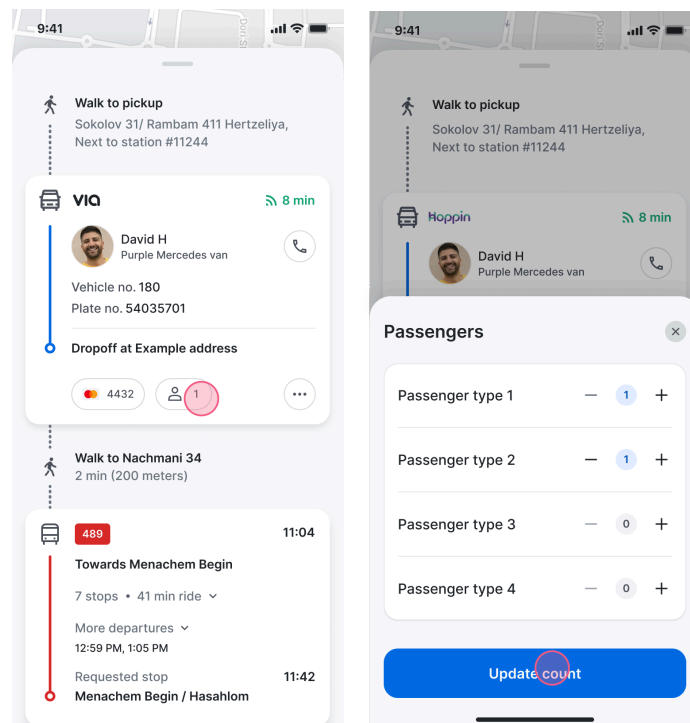 9:41
Dori St
Walk to pickup
Sokolov 31/ Rambam 411 Hertzeliya,
Next to station #11244
VIA
8 min
David H
Purple Mercedes van
Vehicle no. 180
Plate no. 54035701
Dropoff at Example address
4432
1
Walk to Nachmani 34
2 min (200 meters)
489
11:04
Towards Menachem Begin
7 stops • 41 min ride
More departures
12:59 PM, 1:05 PM
Requested stop
11:42
Menachem Begin / Hasahlom
9:41
Walk to pickup
Sokolov 31/ Rambam 411 Hertzeliya,
Next to station #11244
Hoppin
8 min
David H
Purple Mercedes van
Passengers
Passenger type 1
1
Passenger type 2
1
Passenger type 3
0
Passenger type 4
0
Update count